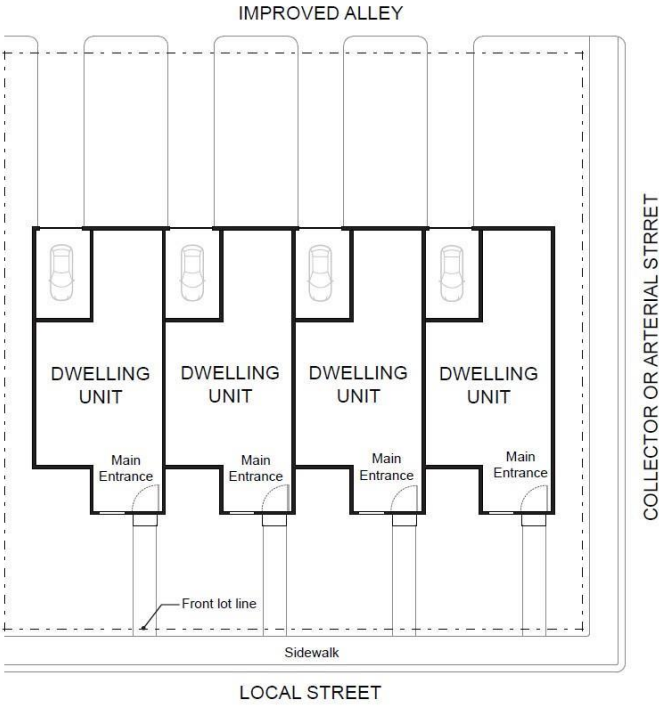 IMPROVED ALLEY
COLLECTOR OR ARTERIAL STRRET
DWELLING
UNIT
DWELLING
UNIT
DWELLING
UNIT
DWELLING
UNIT
Main
Entrance
Main
Entrance
Main
Entrance
Main
Entrance
Front lot line
Sidewalk
LOCAL STREET